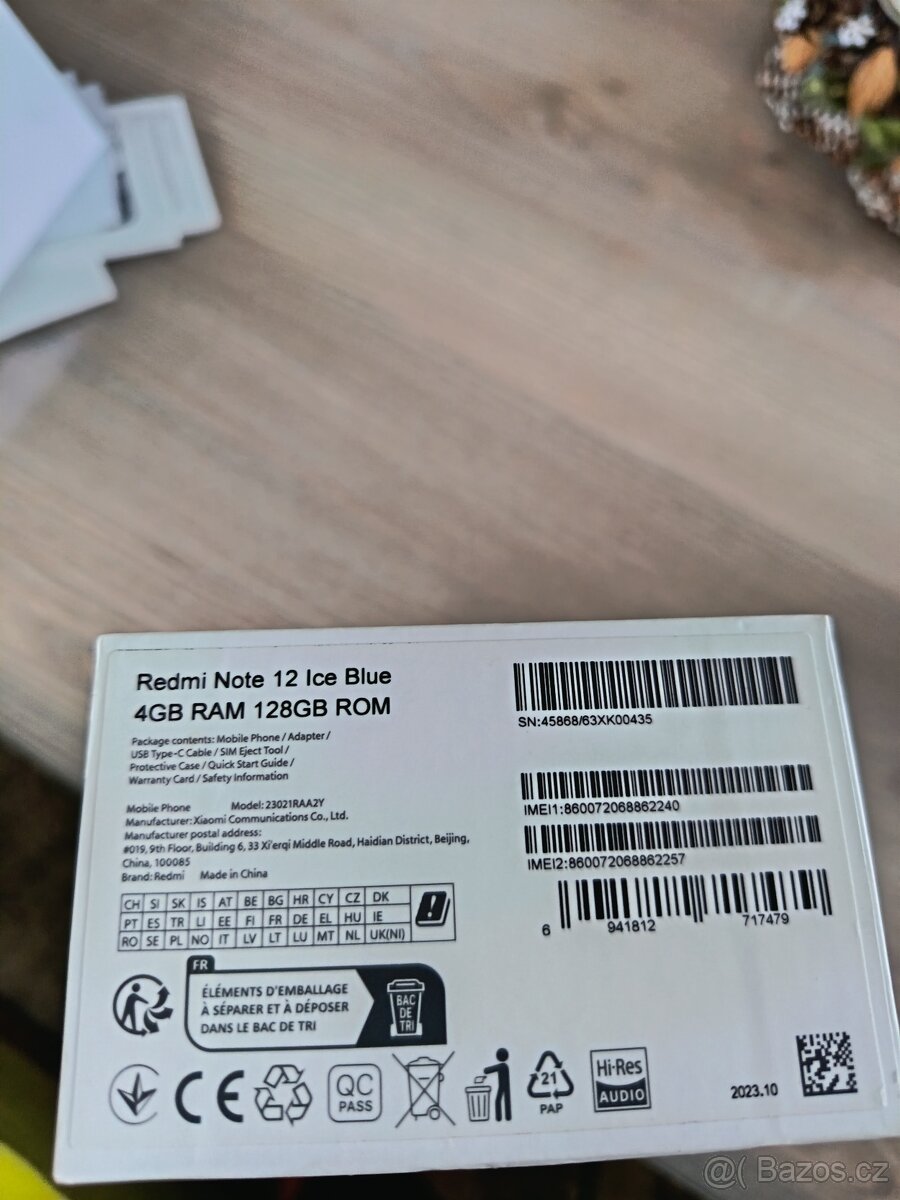 Redmi Note 12 Ice Blue
4GB RAM 128GB ROM
Package contents: Mobile Phone / Adapter /
USB Type-C Cable / SIM Eject Tool /
Protective Case / Quick Start Guide /
Warranty Card / Safety Information
Mobile Phone Model: 23021RAA2Y
Manufacturer: Xiaomi Communications Co., Ltd.
Manufacturer postal address:
#019, 9th Floor, Building 6, 33 Xi'erqi Middle Road, Haidian District, Beijing,
China, 100085
Brand: Redmi Made in China
CH SI SK IS AT BE BG HR CY CZ DK
PT ES TR LI EE FI FR DE EL HU IE
RO SE PL NO IT LV LT LU MT NL UK(NI)
SN:45868/63XK00435
IMEI1:860072068862240
IMEI2:860072068862257
6 941812 717479
FR
ÉLÉMENTS D'EMBALLAGE
À SÉPARER ET À DÉPOSER
DANS LE BAC DE TRI
BAC
DE
TRI
CE
QC
PASS
21
PAP
Hi-Res
AUDIO
2023.10
@( Bazos.cz